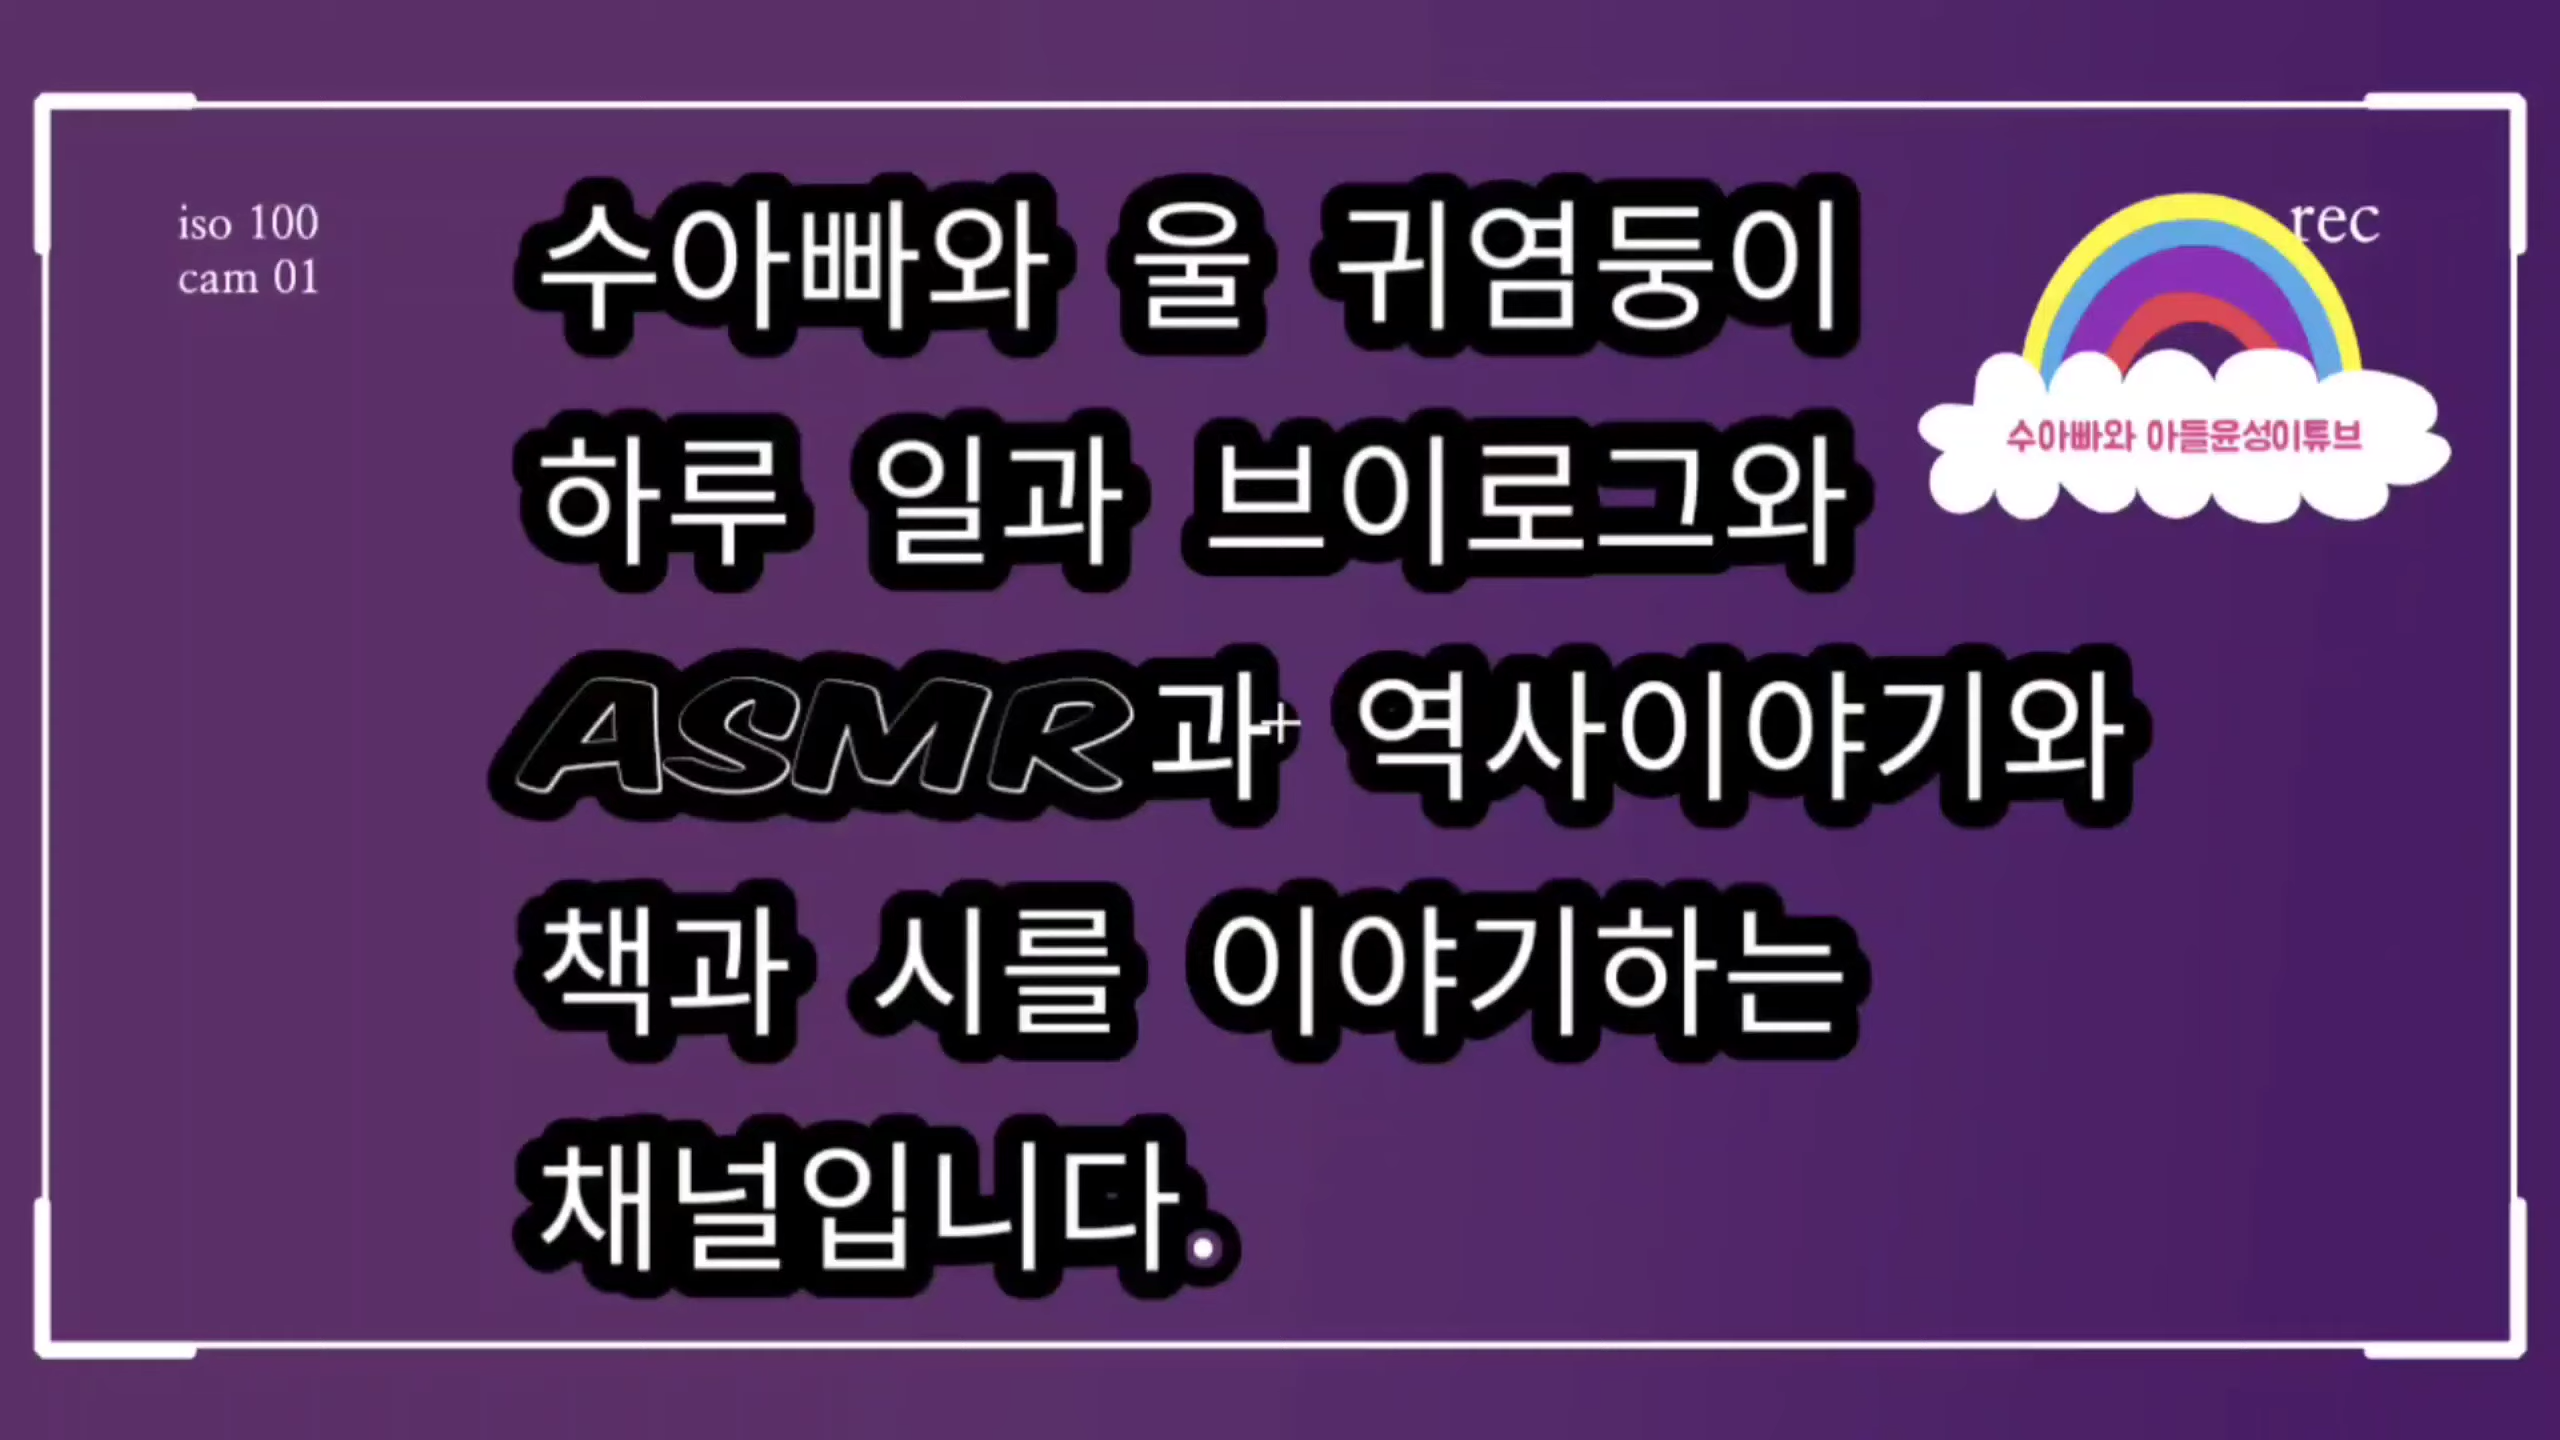 iso 100
cam 01
rec
수아빠와 울 귀염둥이
하루 일과 브이로그와
ASMR과 역사이야기와
책과 시를 이야기하는
채널입니다.
수아빠와 아들윤성이튜브